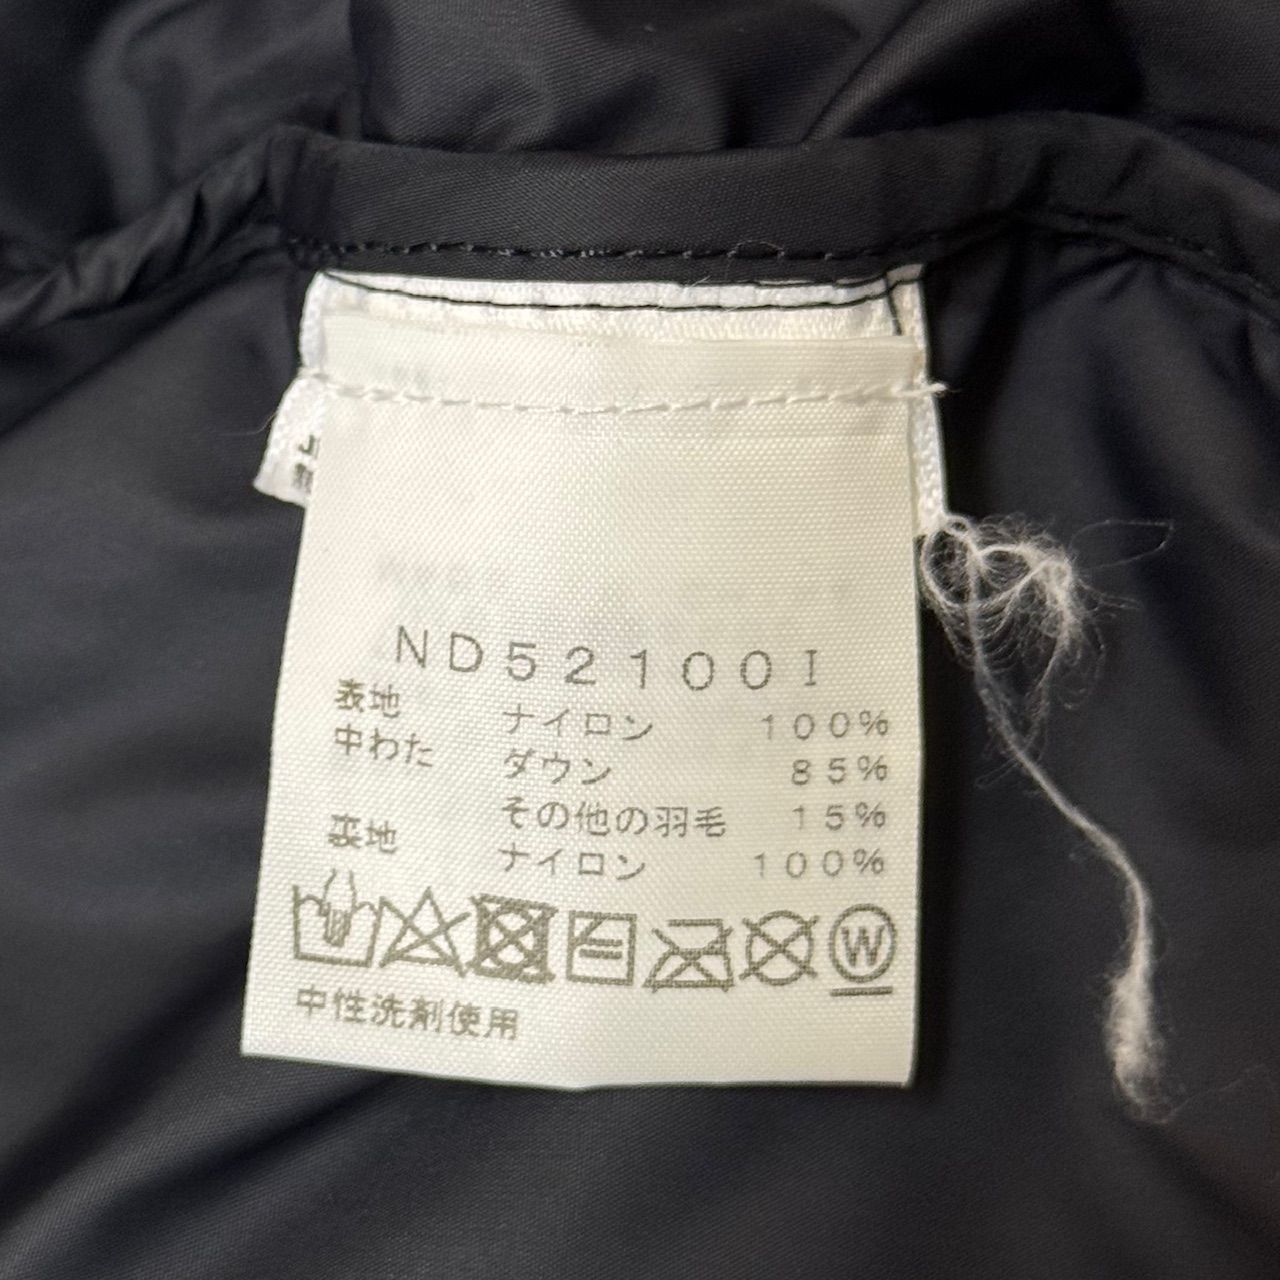 ND52100I
表地 ナイロン 100%
中わた ダウン 85%
その他の羽毛 15%
裏地 ナイロン 100%
W
中性洗剤使用